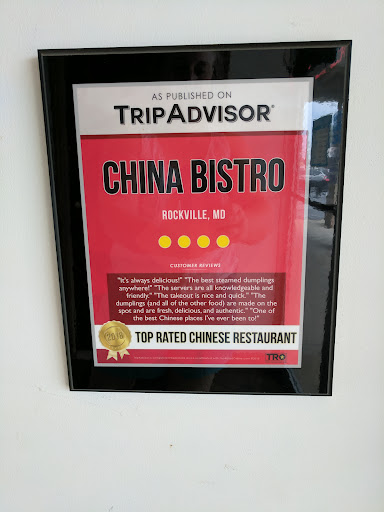 AS PUBLISHED ON
TRIPADVISOR®
CHINA BISTRO
ROCKVILLE, MD
CUSTOMER REVIEWS
"It's always delicious!" "The best steamed dumplings
anywhere!" "The servers are all knowledgeable and
friendly." "The takeout is nice and quick." "The
dumplings (and all of the other food) are made on the
spot and are fresh, delicious, and authentic." "One of
the best Chinese places I've ever been to!"
TOP RATED CHINESE RESTAURANT
TRO